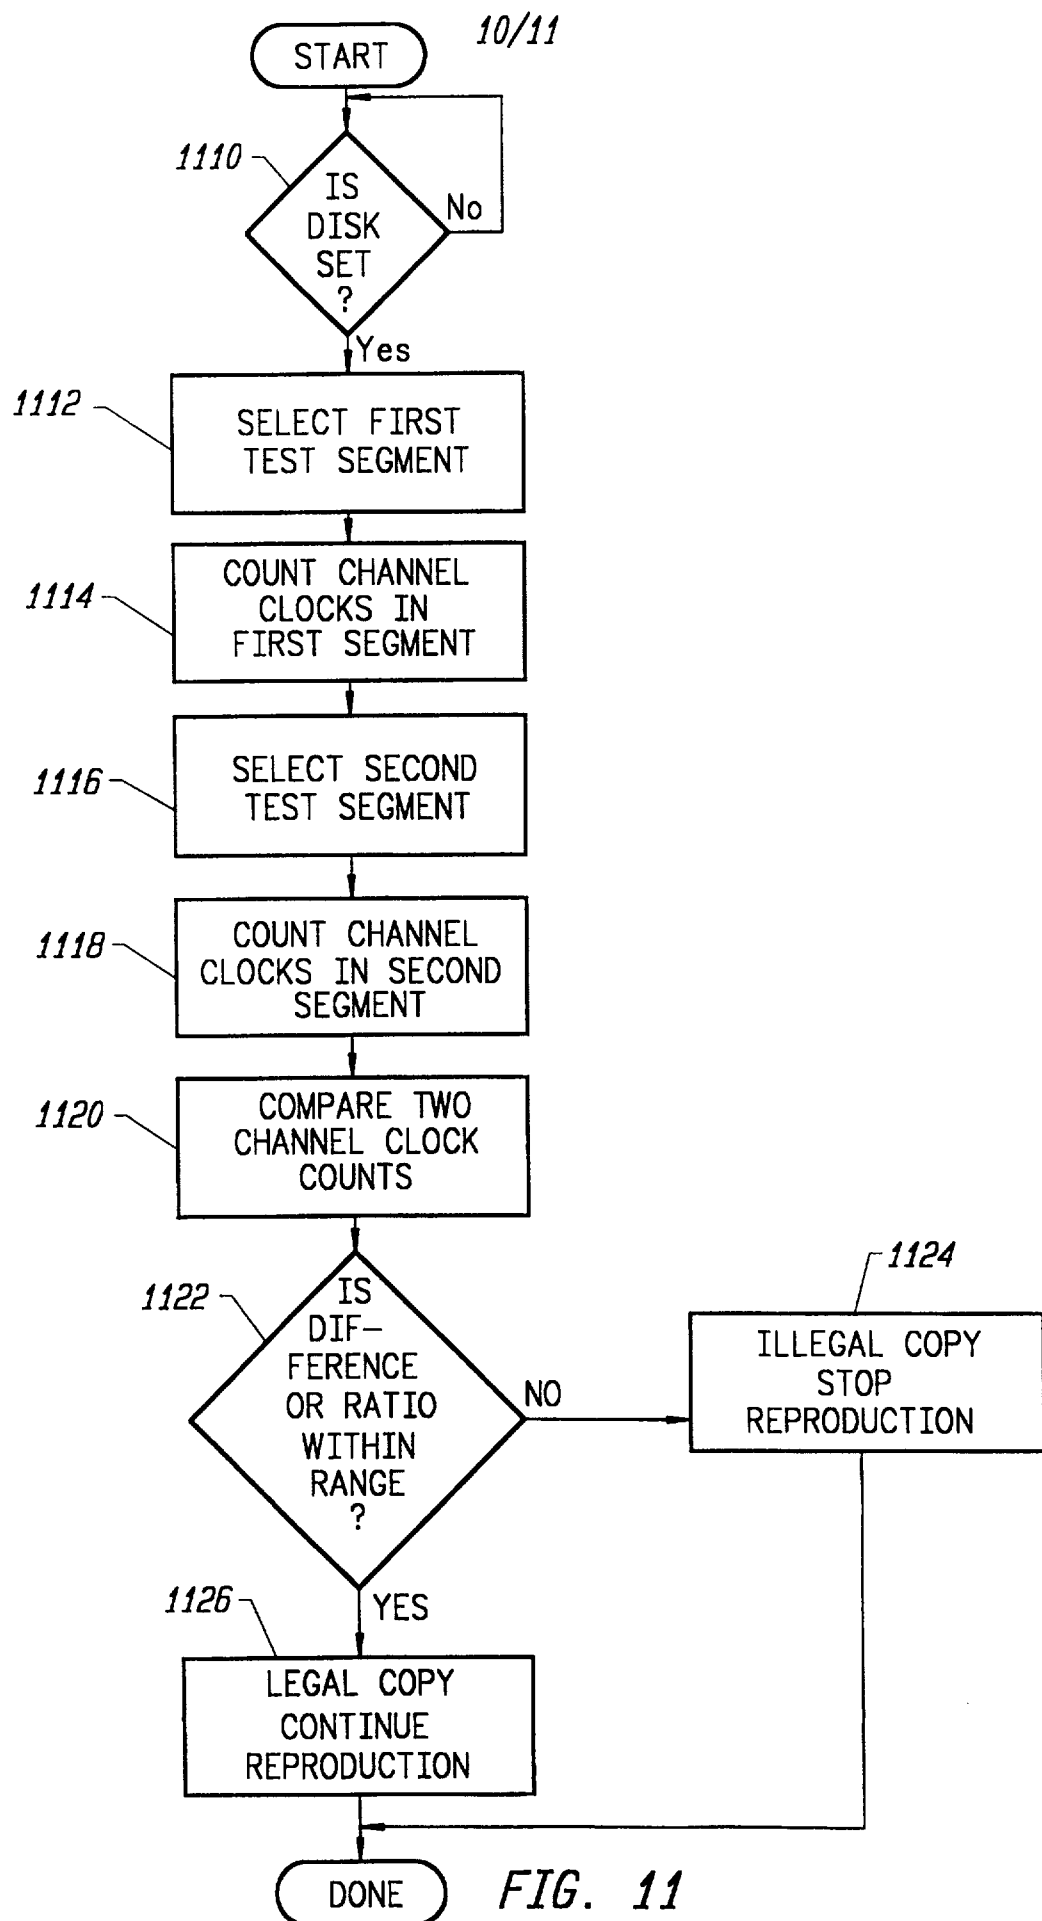 10/11
START
1110
IS
DISK
SET
?
No
Yes
1112
SELECT FIRST
TEST SEGMENT
1114
COUNT CHANNEL
CLOCKS IN
FIRST SEGMENT
1116
SELECT SECOND
TEST SEGMENT
1118
COUNT CHANNEL
CLOCKS IN SECOND
SEGMENT
1120
COMPARE TWO
CHANNEL CLOCK
COUNTS
1122
IS
DIF-
FERENCE
OR RATIO
WITHIN
RANGE
?
NO
1124
ILLEGAL COPY
STOP
REPRODUCTION
YES
1126
LEGAL COPY
CONTINUE
REPRODUCTION
DONE
FIG. 11